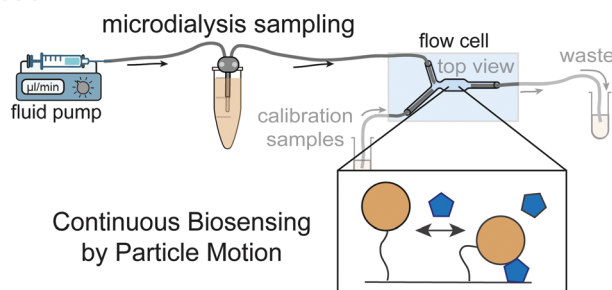 microdialysis sampling
flow cell
top view
waste
µl/min
fluid pump
calibration
samples
Continuous Biosensing
by Particle Motion